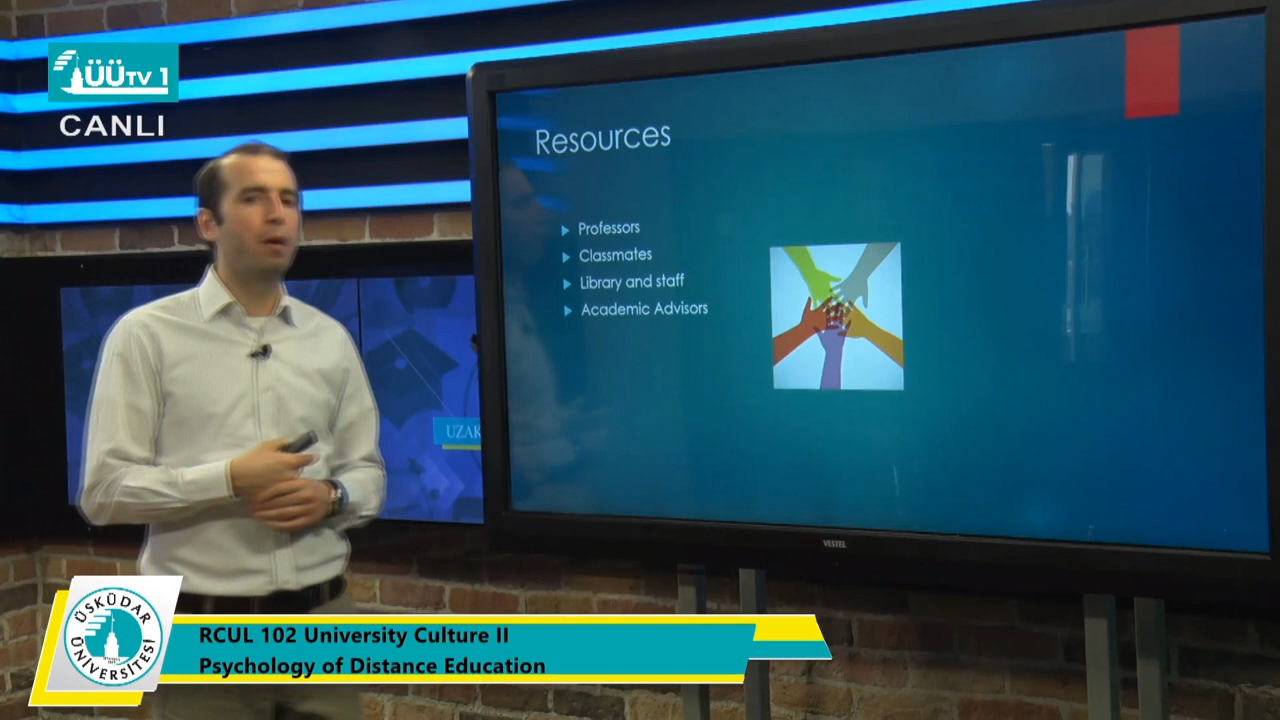 ÜÜTV 1
CANLI
Resources
Professors
Classmates
Library and staff
Academic Advisors
UZAK
VESTEL
ÜSKÜDAR ÜNİVERSİTESİ
RCUL 102 University Culture II
Psychology of Distance Education